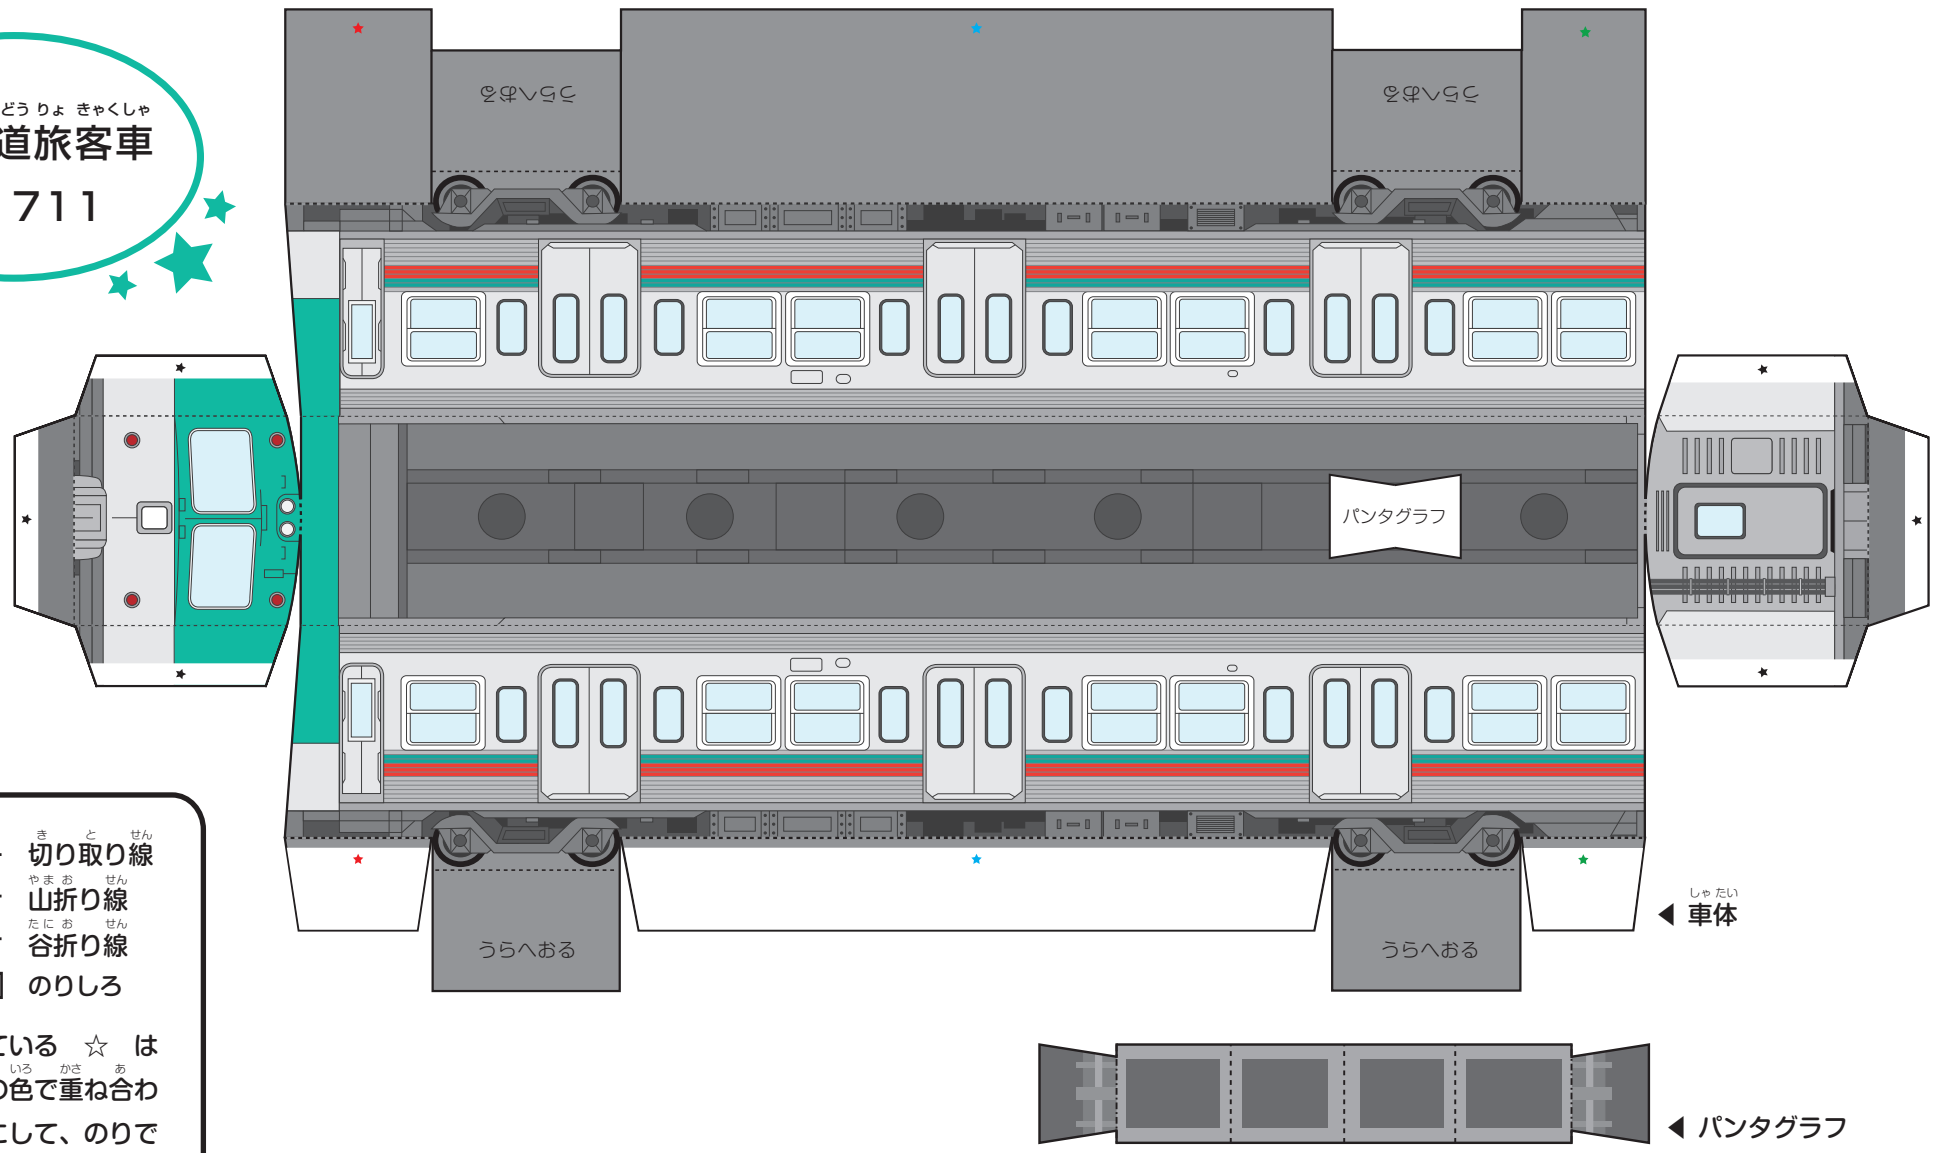 どう りょ きゃくしゃ
道旅客車
711
うらへおる
うらへおる
パンタグラフ
き と せん
切り取り線
やま お せん
山折り線
たに お せん
谷折り線
のりしろ
ている ☆ は
いろ かさ あ
の色で重ね合わ
にして、のりで
うらへおる
うらへおる
しゃ たい
◀ 車体
◀ パンタグラフ